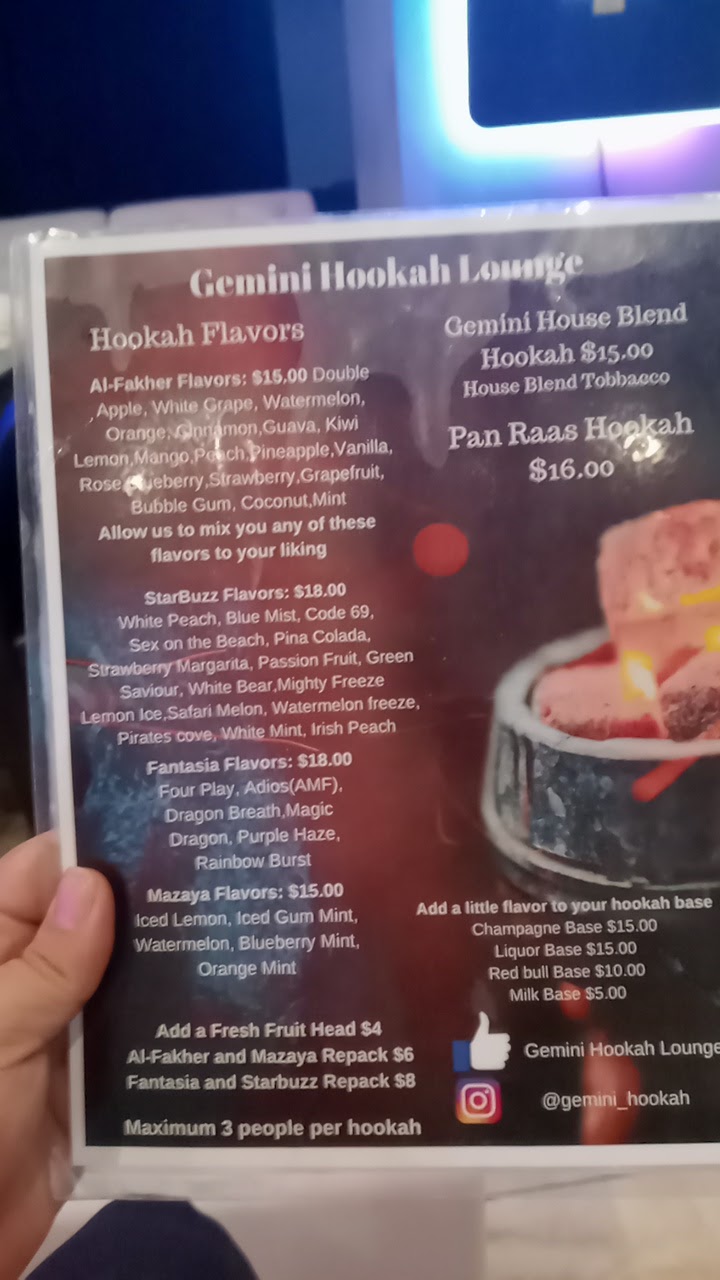 Gemini Hookah Lounge
Hookah Flavors
Al-Fakher Flavors: $15.00 Double
Apple, White Grape, Watermelon,
Orange, Cinnamon,Guava, Kiwi
Lemon,Mango,Peach,Pineapple,Vanilla,
Rose,Blueberry,Strawberry,Grapefruit,
Bubble Gum, Coconut,Mint
Allow us to mix you any of these
flavors to your liking
StarBuzz Flavors: $18.00
White Peach, Blue Mist, Code 69,
Sex on the Beach, Pina Colada,
Strawberry Margarita, Passion Fruit, Green
Saviour, White Bear,Mighty Freeze
Lemon Ice,Safari Melon, Watermelon freeze,
Pirates cove, White Mint, Irish Peach
Fantasia Flavors: $18.00
Four Play, Adios(AMF),
Dragon Breath,Magic
Dragon, Purple Haze,
Rainbow Burst
Mazaya Flavors: $15.00
Iced Lemon, Iced Gum Mint,
Watermelon, Blueberry Mint,
Orange Mint
Add a Fresh Fruit Head $4
Al-Fakher and Mazaya Repack $6
Fantasia and Starbuzz Repack $8
Maximum 3 people per hookah
Gemini House Blend
Hookah $15.00
House Blend Tobbacco
Pan Raas Hookah
$16.00
Add a little flavor to your hookah base
Champagne Base $15.00
Liquor Base $15.00
Red bull Base $10.00
Milk Base $5.00
Gemini Hookah Lounge
@gemini_hookah